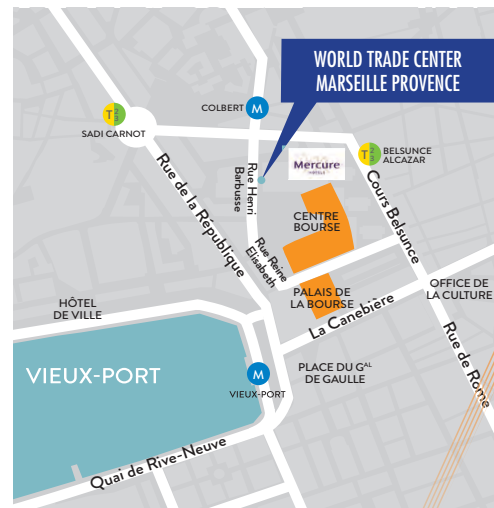 WORLD TRADE CENTER
MARSEILLE PROVENCE
COLBERT
M
T
SADI CARNOT
T
BELSUNCE
ALCAZAR
Mercure
HOTELS
Rue Henri
Barbusse
Rue de la République
Cours Belsunce
CENTRE
BOURSE
Rue Reine
Elisabeth
PALAIS DE
LA BOURSE
OFFICE DE
LA CULTURE
La Canebière
HÔTEL
DE VILLE
Rue de Rome
VIEUX-PORT
M
VIEUX-PORT
PLACE DU GAL
DE GAULLE
Quai de Rive-Neuve